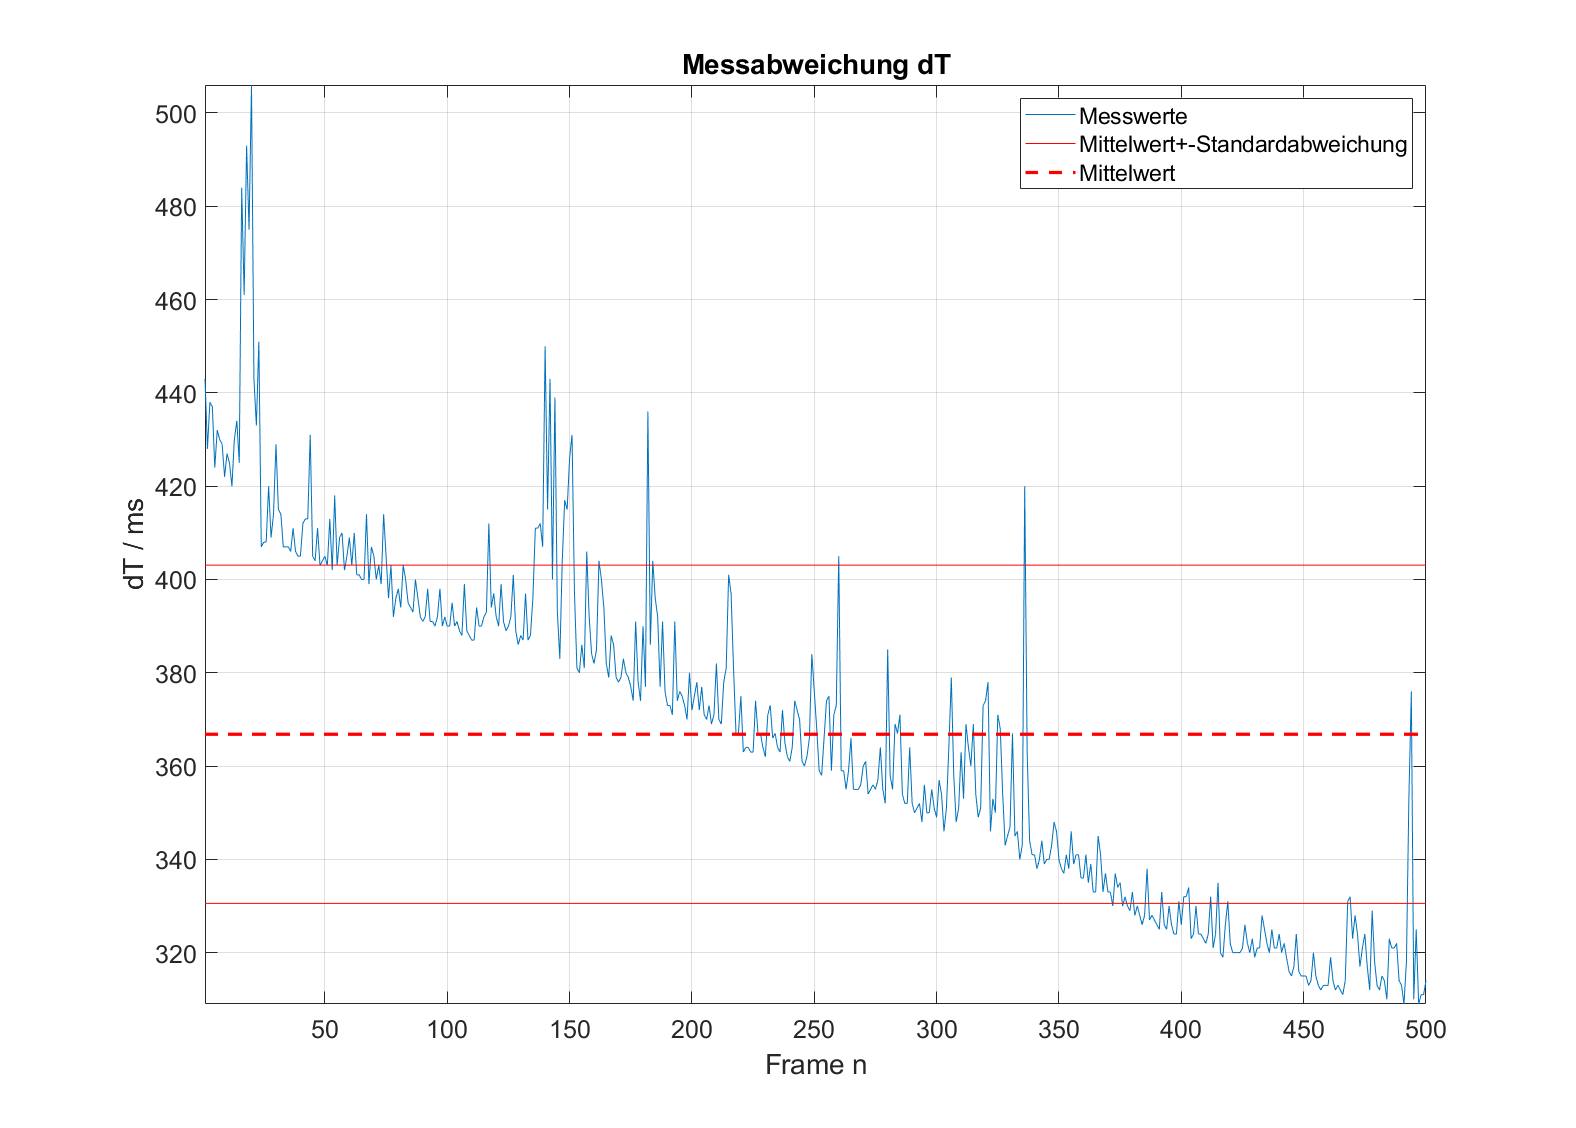 Messabweichung dT
Messwerte
Mittelwert+-Standardabweichung
Mittelwert
500
480
460
440
420
400
380
360
340
320
dT / ms
50 100 150 200 250 300 350 400 450 500
Frame n